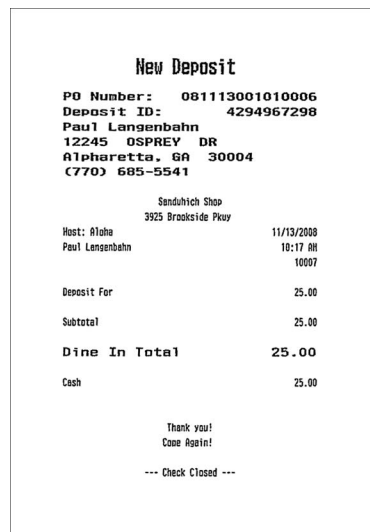 New Deposit
PO Number: 081113001010006
Deposit ID: 4294967298
Paul Langenbahn
12245 OSPREY DR
Alpharetta, GA 30004
(770) 685-5541
Sanduhich Shop
3925 Brookside Pkuy
Host: Aloha 11/13/2008
Paul Langenbahn 10:17 AM
10007
Deposit For 25.00
Subtotal 25.00
Dine In Total 25.00
Cash 25.00
Thank you!
Come Again!
--- Check Closed ---